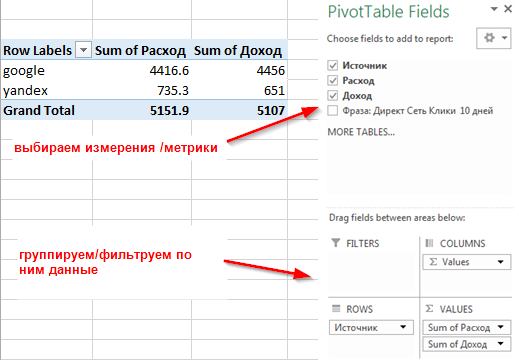 Row Labels Sum of Расход Sum of Доход
google 4416.6 4456
yandex 735.3 651
Grand Total 5151.9 5107
выбираем измерения /метрики
группируем/фильтруем по
ним данные
PivotTable Fields
Choose fields to add to report:
Источник
Расход
Доход
Фраза: Директ Сеть Клики 10 дней
MORE TABLES...
Drag fields between areas below:
FILTERS
COLUMNS
Σ Values
ROWS
Источник
Σ VALUES
Sum of Расход
Sum of Доход